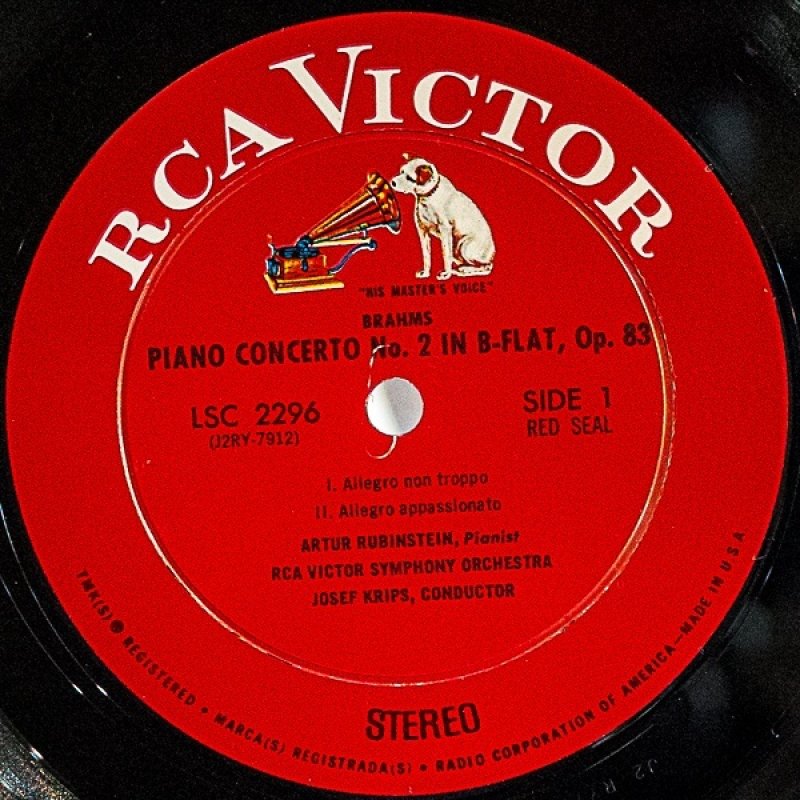 RCA VICTOR
"HIS MASTER'S VOICE"
BRAHMS
PIANO CONCERTO No. 2 IN B-FLAT, Op. 83
LSC 2296
(J2RY-7912)
SIDE 1
RED SEAL
I. Allegro non troppo
II. Allegro appassionato
ARTUR RUBINSTEIN, Pianist
RCA VICTOR SYMPHONY ORCHESTRA
JOSEF KRIPS, CONDUCTOR
STEREO
TMK(S) ® REGISTERED • MARCA(S) REGISTRADA(S) • RADIO CORPORATION OF AMERICA—MADE IN U.S.A.